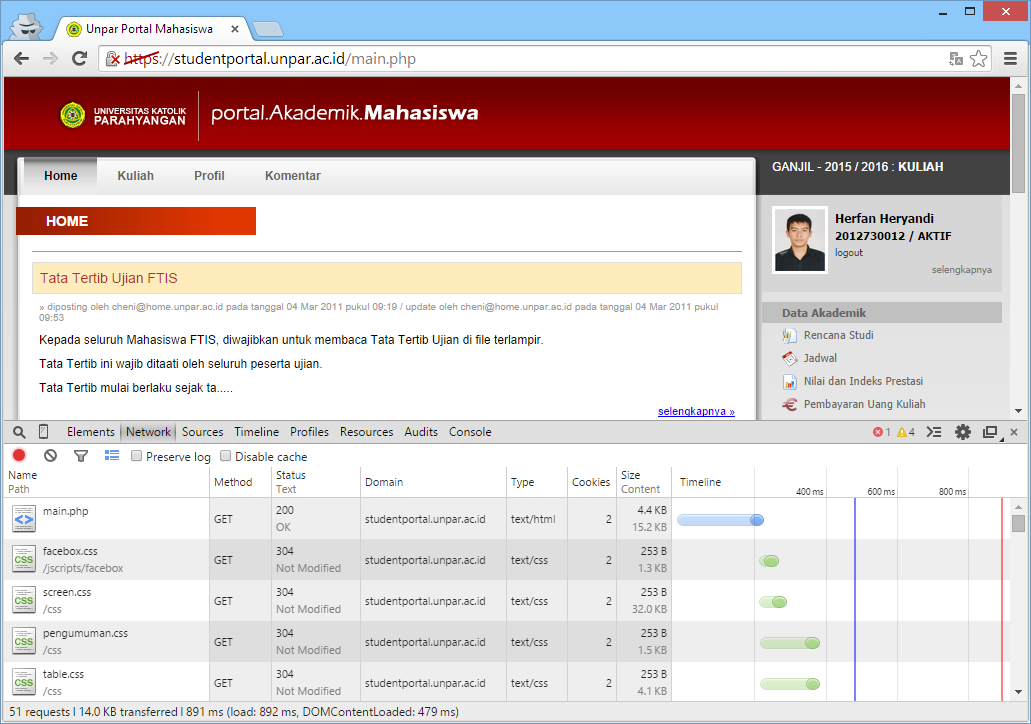 Unpar Portal Mahasiswa
https://studentportal.unpar.ac.id/main.php
UNIVERSITAS KATOLIK
PARAHYANGAN
portal.Akademik.Mahasiswa
Home Kuliah Profil Komentar
GANJIL - 2015 / 2016 : KULIAH
HOME
Herfan Heryandi
2012730012 / AKTIF
logout
selengkapnya
Tata Tertib Ujian FTIS
» diposting oleh cheni@home.unpar.ac.id pada tanggal 04 Mar 2011 pukul 09:19 / update oleh cheni@home.unpar.ac.id pada tanggal 04 Mar 2011 pukul
09:53
Kepada seluruh Mahasiswa FTIS, diwajibkan untuk membaca Tata Tertib Ujian di file terlampir.
Tata Tertib ini wajib ditaati oleh seluruh peserta ujian.
Tata Tertib mulai berlaku sejak ta.....
selengkapnya »
Data Akademik
Rencana Studi
Jadwal
Nilai dan Indeks Prestasi
Pembayaran Uang Kuliah
Elements Network Sources Timeline Profiles Resources Audits Console 1 4
Preserve log Disable cache
Name Method Status Domain Type Cookies Size Timeline
Path Text Content 400 ms 600 ms 800 ms
main.php GET 200 studentportal.unpar.ac.id text/html 2 4.4 KB
OK 15.2 KB
facebox.css GET 304 studentportal.unpar.ac.id text/css 2 253 B
/jscripts/facebox Not Modified 1.3 KB
screen.css GET 304 studentportal.unpar.ac.id text/css 2 253 B
/css Not Modified 32.0 KB
pengumuman.css GET 304 studentportal.unpar.ac.id text/css 2 253 B
/css Not Modified 1.5 KB
table.css GET 304 studentportal.unpar.ac.id text/css 2 253 B
/css Not Modified 4.1 KB
51 requests | 14.0 KB transferred | 891 ms (load: 892 ms, DOMContentLoaded: 479 ms)